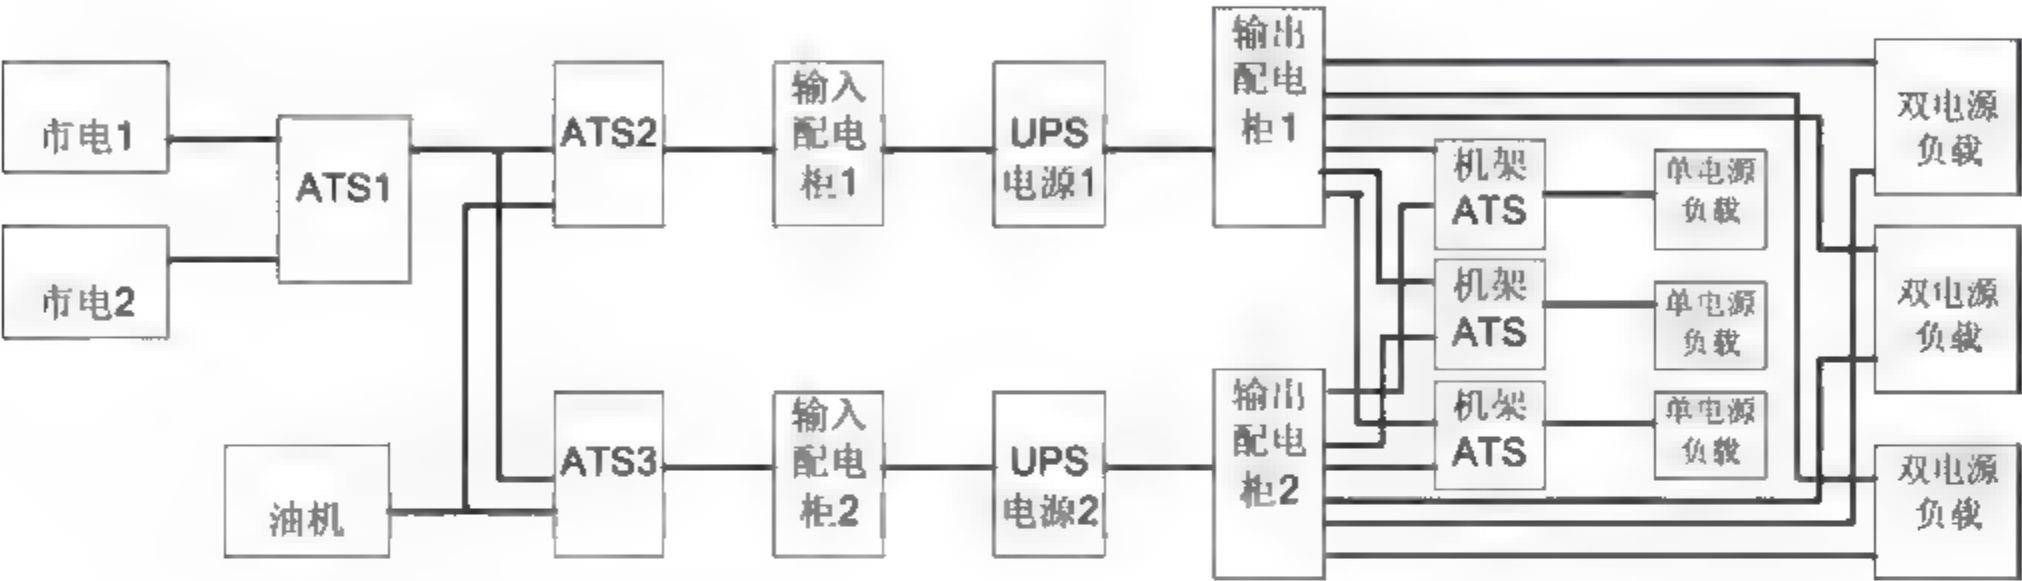 市电1
市电2
油机
ATS1
ATS2
ATS3
输入
配电
柜1
输入
配电
柜2
UPS
电源1
UPS
电源2
输出
配电
柜1
输出
配电
柜2
机架
ATS
机架
ATS
机架
ATS
单电源
负载
单电源
负载
单电源
负载
双电源
负载
双电源
负载
双电源
负载